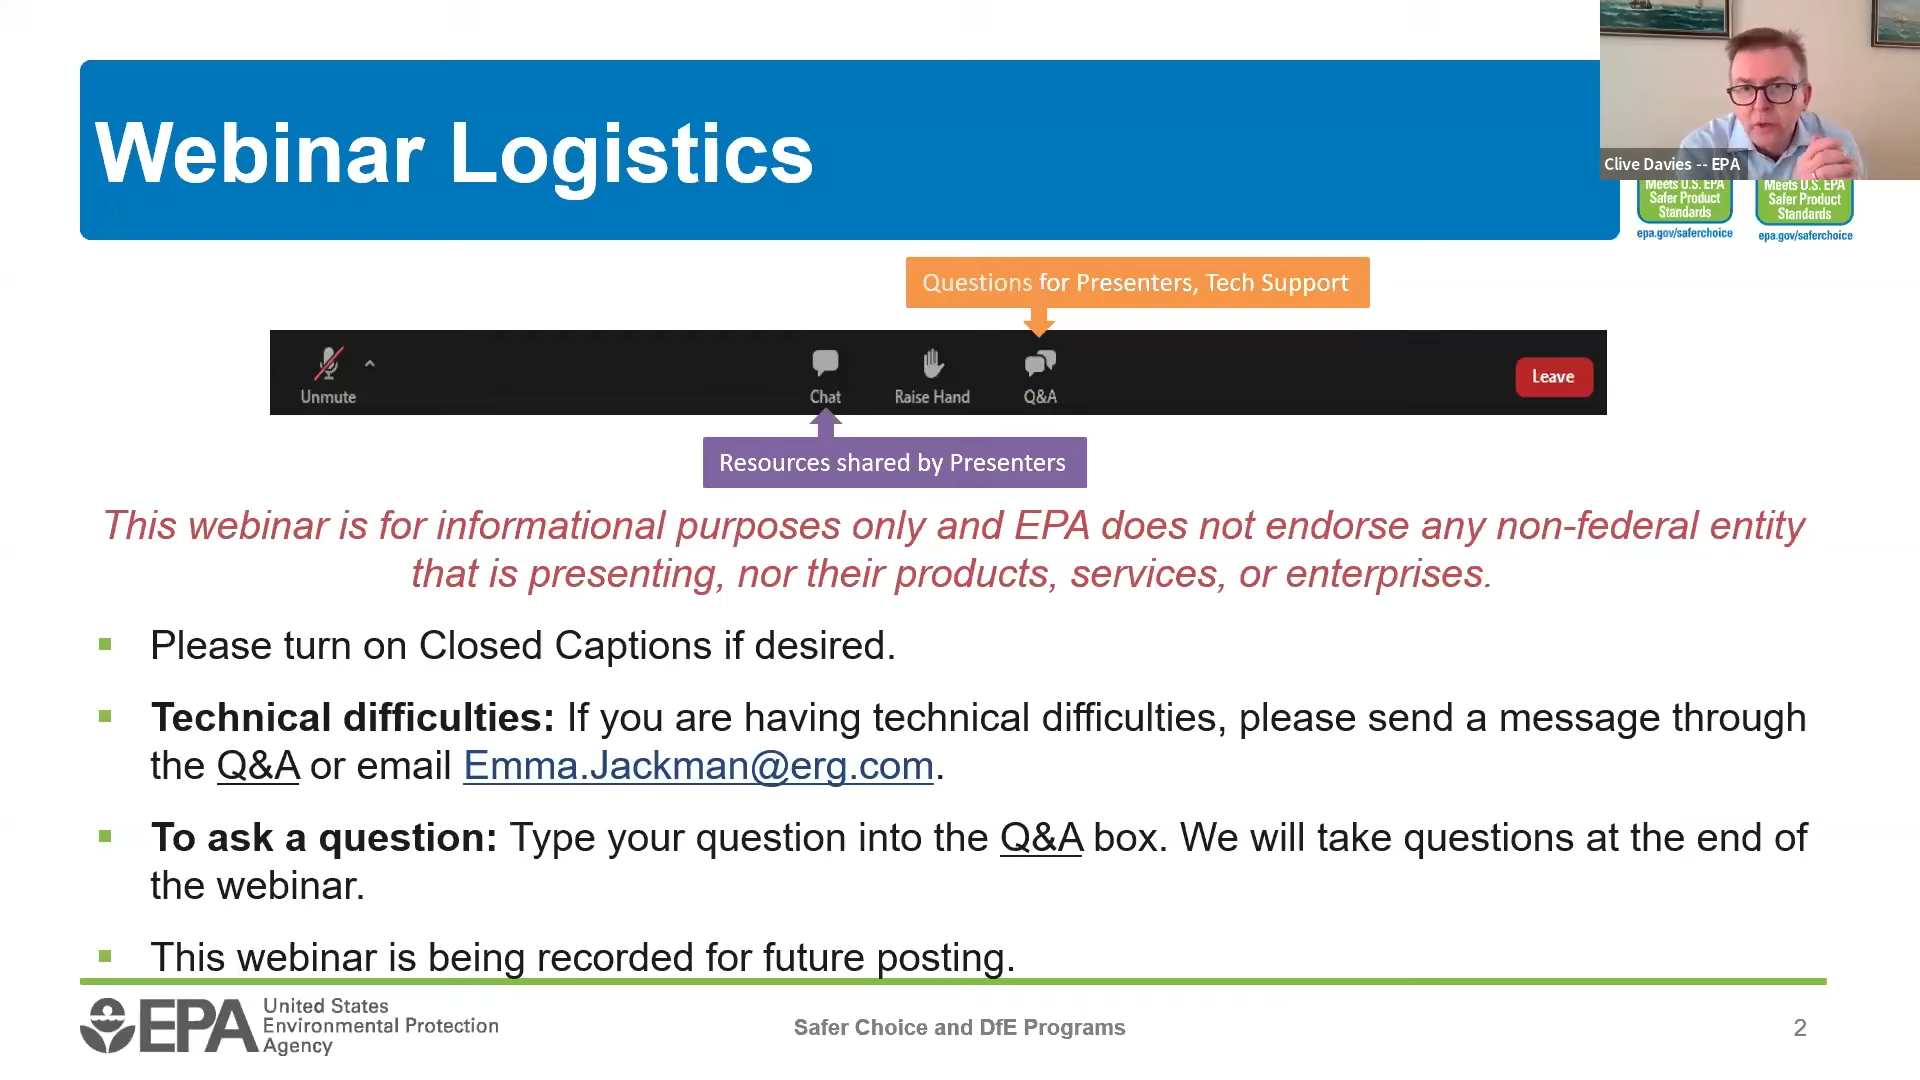 Webinar Logistics
Clive Davies -- EPA
Meets U.S. EPA
Safer Product
Standards
epa.gov/saferchoice
Meets U.S. EPA
Safer Product
Standards
epa.gov/saferchoice
Questions for Presenters, Tech Support
Unmute
Chat
Raise Hand
Q&A
Leave
Resources shared by Presenters
This webinar is for informational purposes only and EPA does not endorse any non-federal entity
that is presenting, nor their products, services, or enterprises.
Please turn on Closed Captions if desired.
Technical difficulties: If you are having technical difficulties, please send a message through
the Q&A or email Emma.Jackman@erg.com.
To ask a question: Type your question into the Q&A box. We will take questions at the end of
the webinar.
This webinar is being recorded for future posting.
EPA
United States
Environmental Protection
Agency
Safer Choice and DfE Programs
2